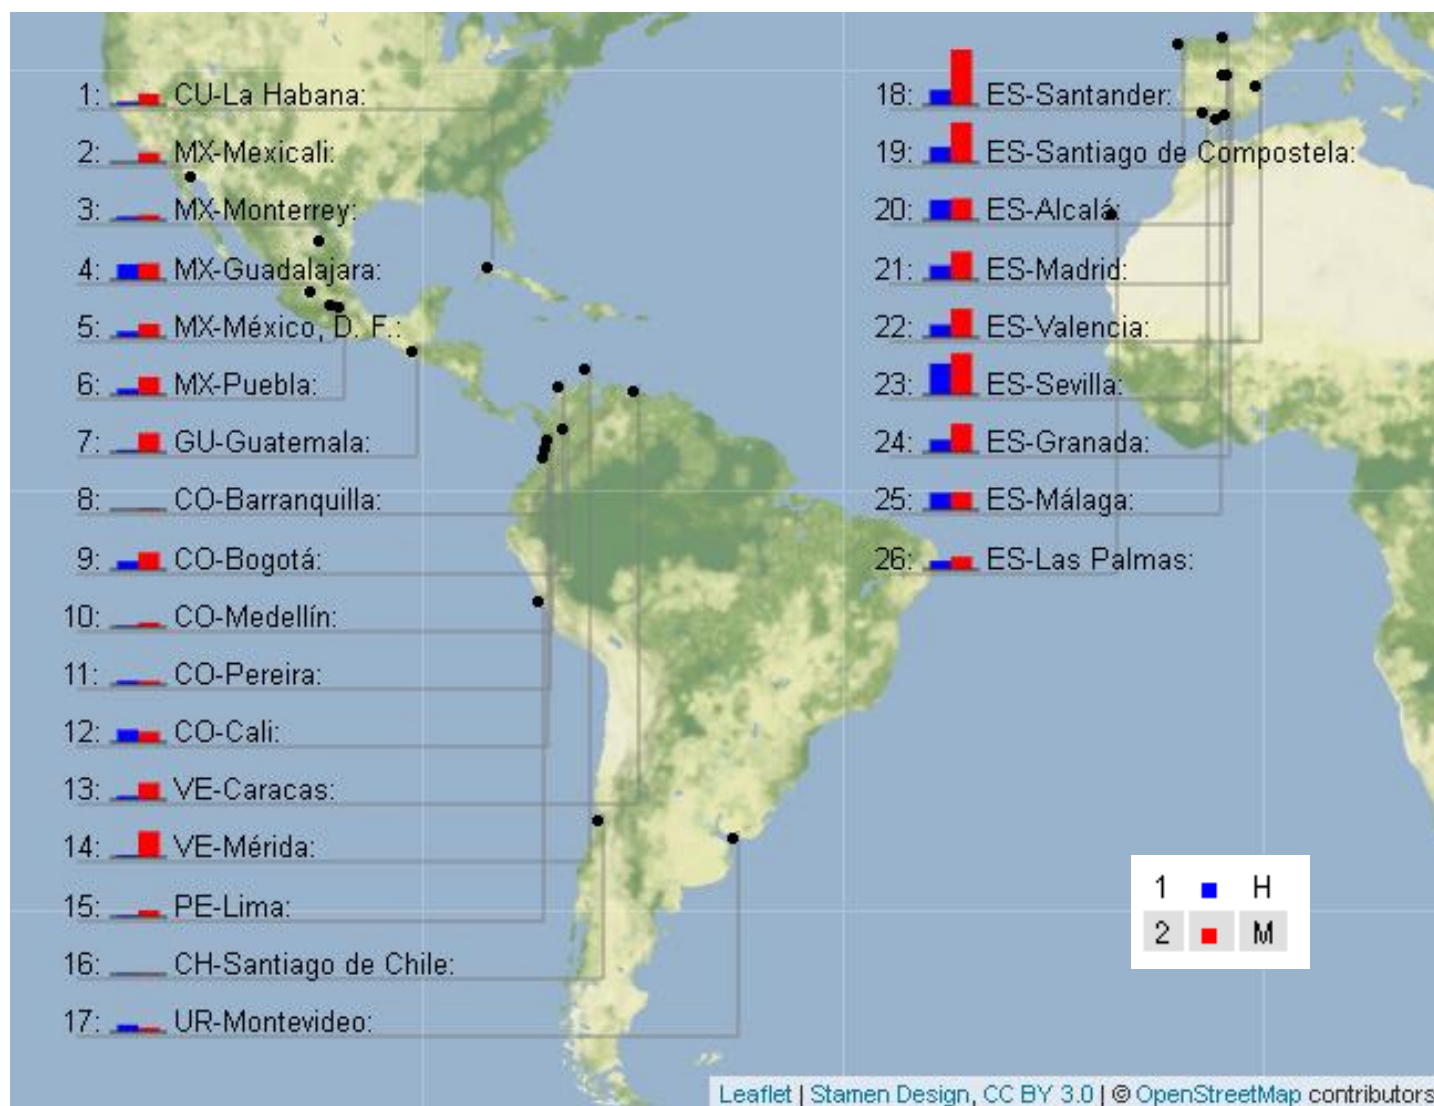 1: CU-La Habana:
2: MX-Mexicali:
3: MX-Monterrey:
4: MX-Guadalajara:
5: MX-México, D. F.:
6: MX-Puebla:
7: GU-Guatemala:
8: CO-Barranquilla:
9: CO-Bogotá:
10: CO-Medellín:
11: CO-Pereira:
12: CO-Cali:
13: VE-Caracas:
14: VE-Mérida:
15: PE-Lima:
16: CH-Santiago de Chile:
17: UR-Montevideo:
18: ES-Santander:
19: ES-Santiago de Compostela:
20: ES-Alcalá:
21: ES-Madrid:
22: ES-Valencia:
23: ES-Sevilla:
24: ES-Granada:
25: ES-Málaga:
26: ES-Las Palmas:
1 H
2 M
Leaflet | Stamen Design, CC BY 3.0 | © OpenStreetMap contributors